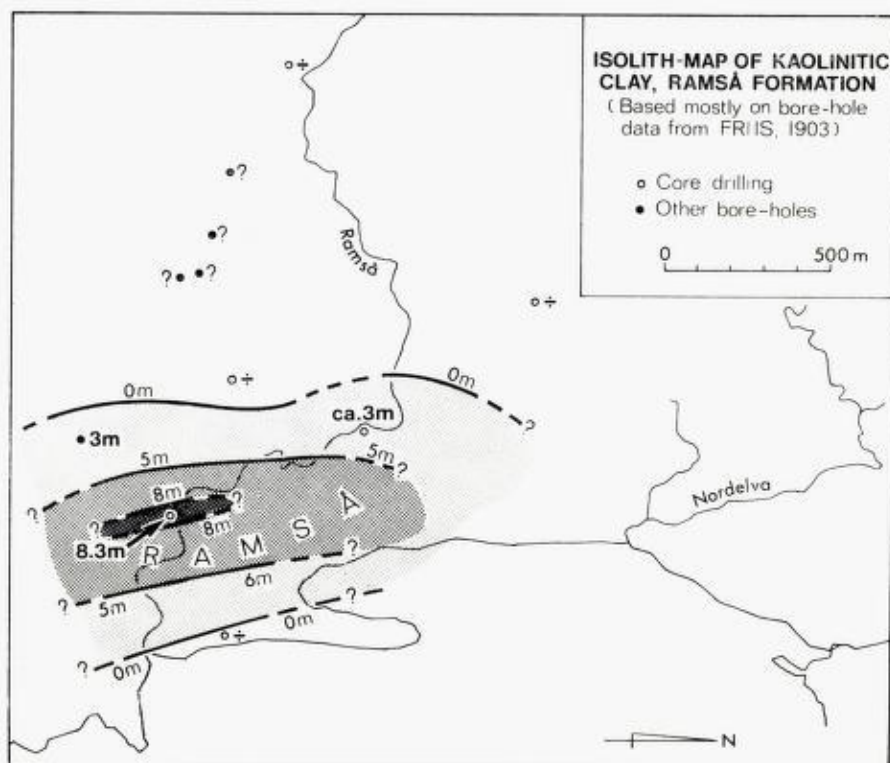 ISOLITH-MAP OF KAOLINITIC
CLAY, RAMSÅ FORMATION
(Based mostly on bore-hole
data from FRIIS, 1903)
Core drilling
Other bore-holes
0 500 m
÷
?
?
? ?
Ramså
÷
÷
0m
0m
ca.3m
?
3m
5m
5m
?
8m
?
?
?
8m
8.3m
R A M S Å
?
6m
?
5m
Nordelva
0m
÷
?
0m
N